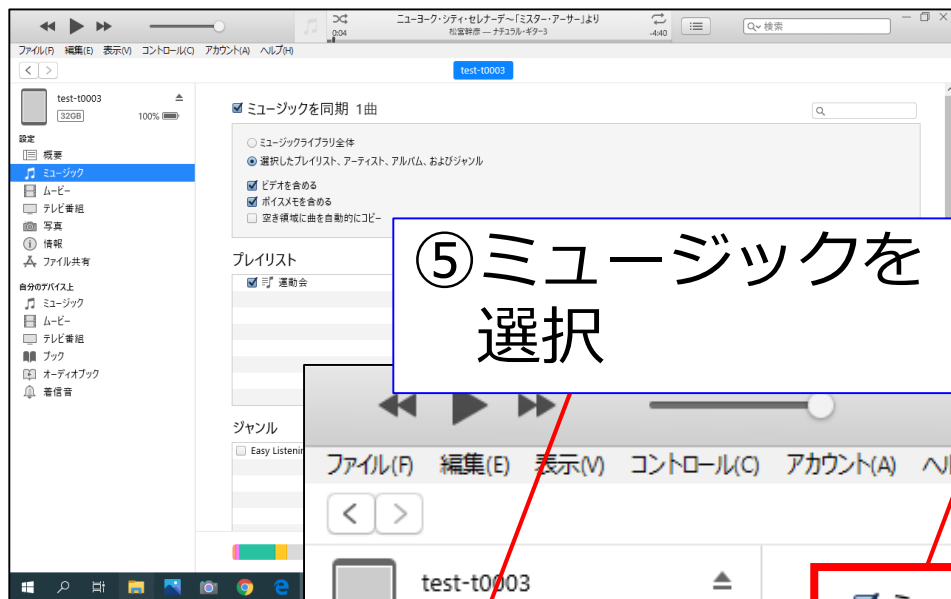 ニューヨーク・シティ・セレナーデ～「ミスター・アーサー」より
0:04 松宮幹彦 — ナチュラル・ギター3 -4:40
検索
ファイル(F) 編集(E) 表示(V) コントロール(C) アカウント(A) ヘルプ(H)
test-t0003
test-t0003
32GB 100%
ミュージックを同期 1曲
設定
概要
ミュージック
ムービー
テレビ番組
写真
情報
ファイル共有
自分のデバイス上
ミュージック
ムービー
テレビ番組
ブック
オーディオブック
着信音
ミュージックライブラリ全体
選択したプレイリスト、アーティスト、アルバム、およびジャンル
ビデオを含める
ボイスメモを含める
空き領域に曲を自動的にコピー
プレイリスト
運動会
ジャンル
Easy Listenin
⑤ミュージックを
選択
ファイル(F) 編集(E) 表示(V) コントロール(C) アカウント(A) ヘル
test-t0003